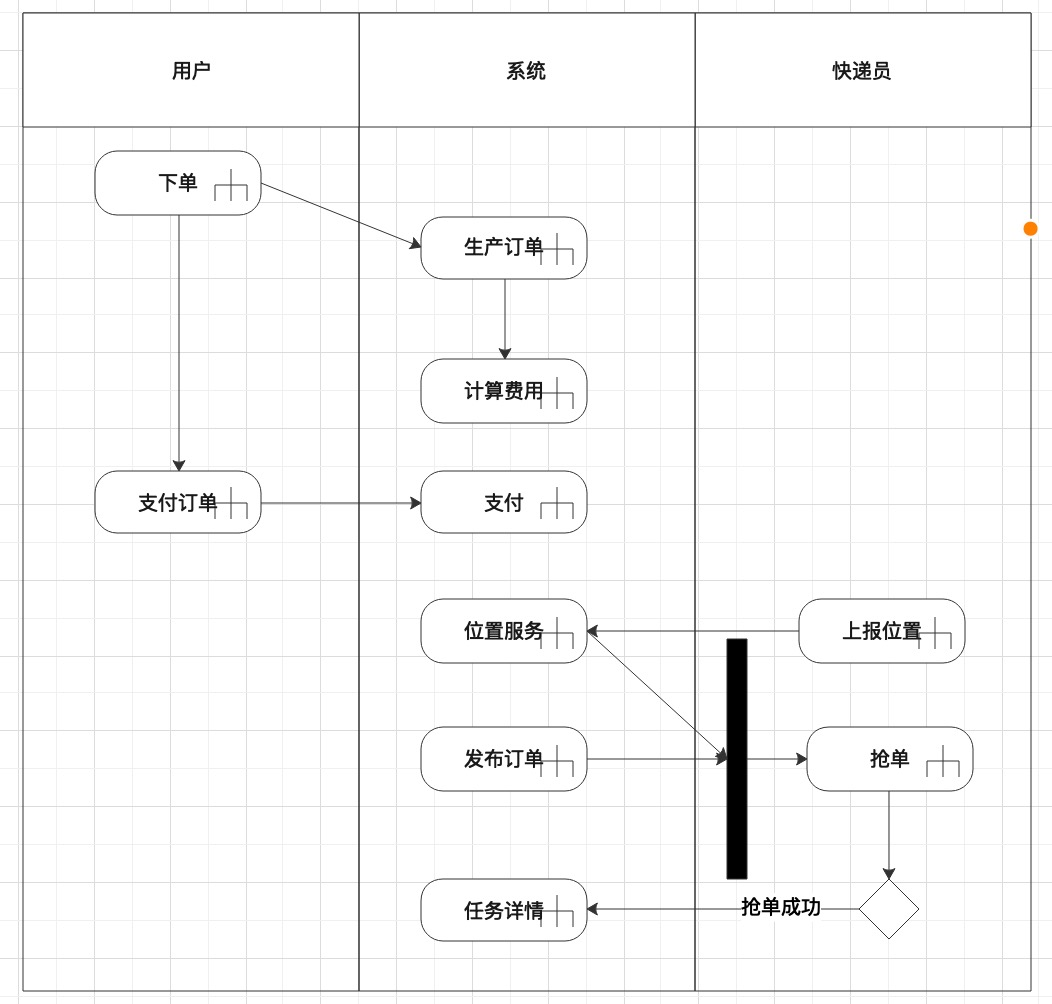 用户
系统
快递员
下单
生产订单
计算费用
支付订单
支付
位置服务
上报位置
发布订单
抢单
任务详情
抢单成功